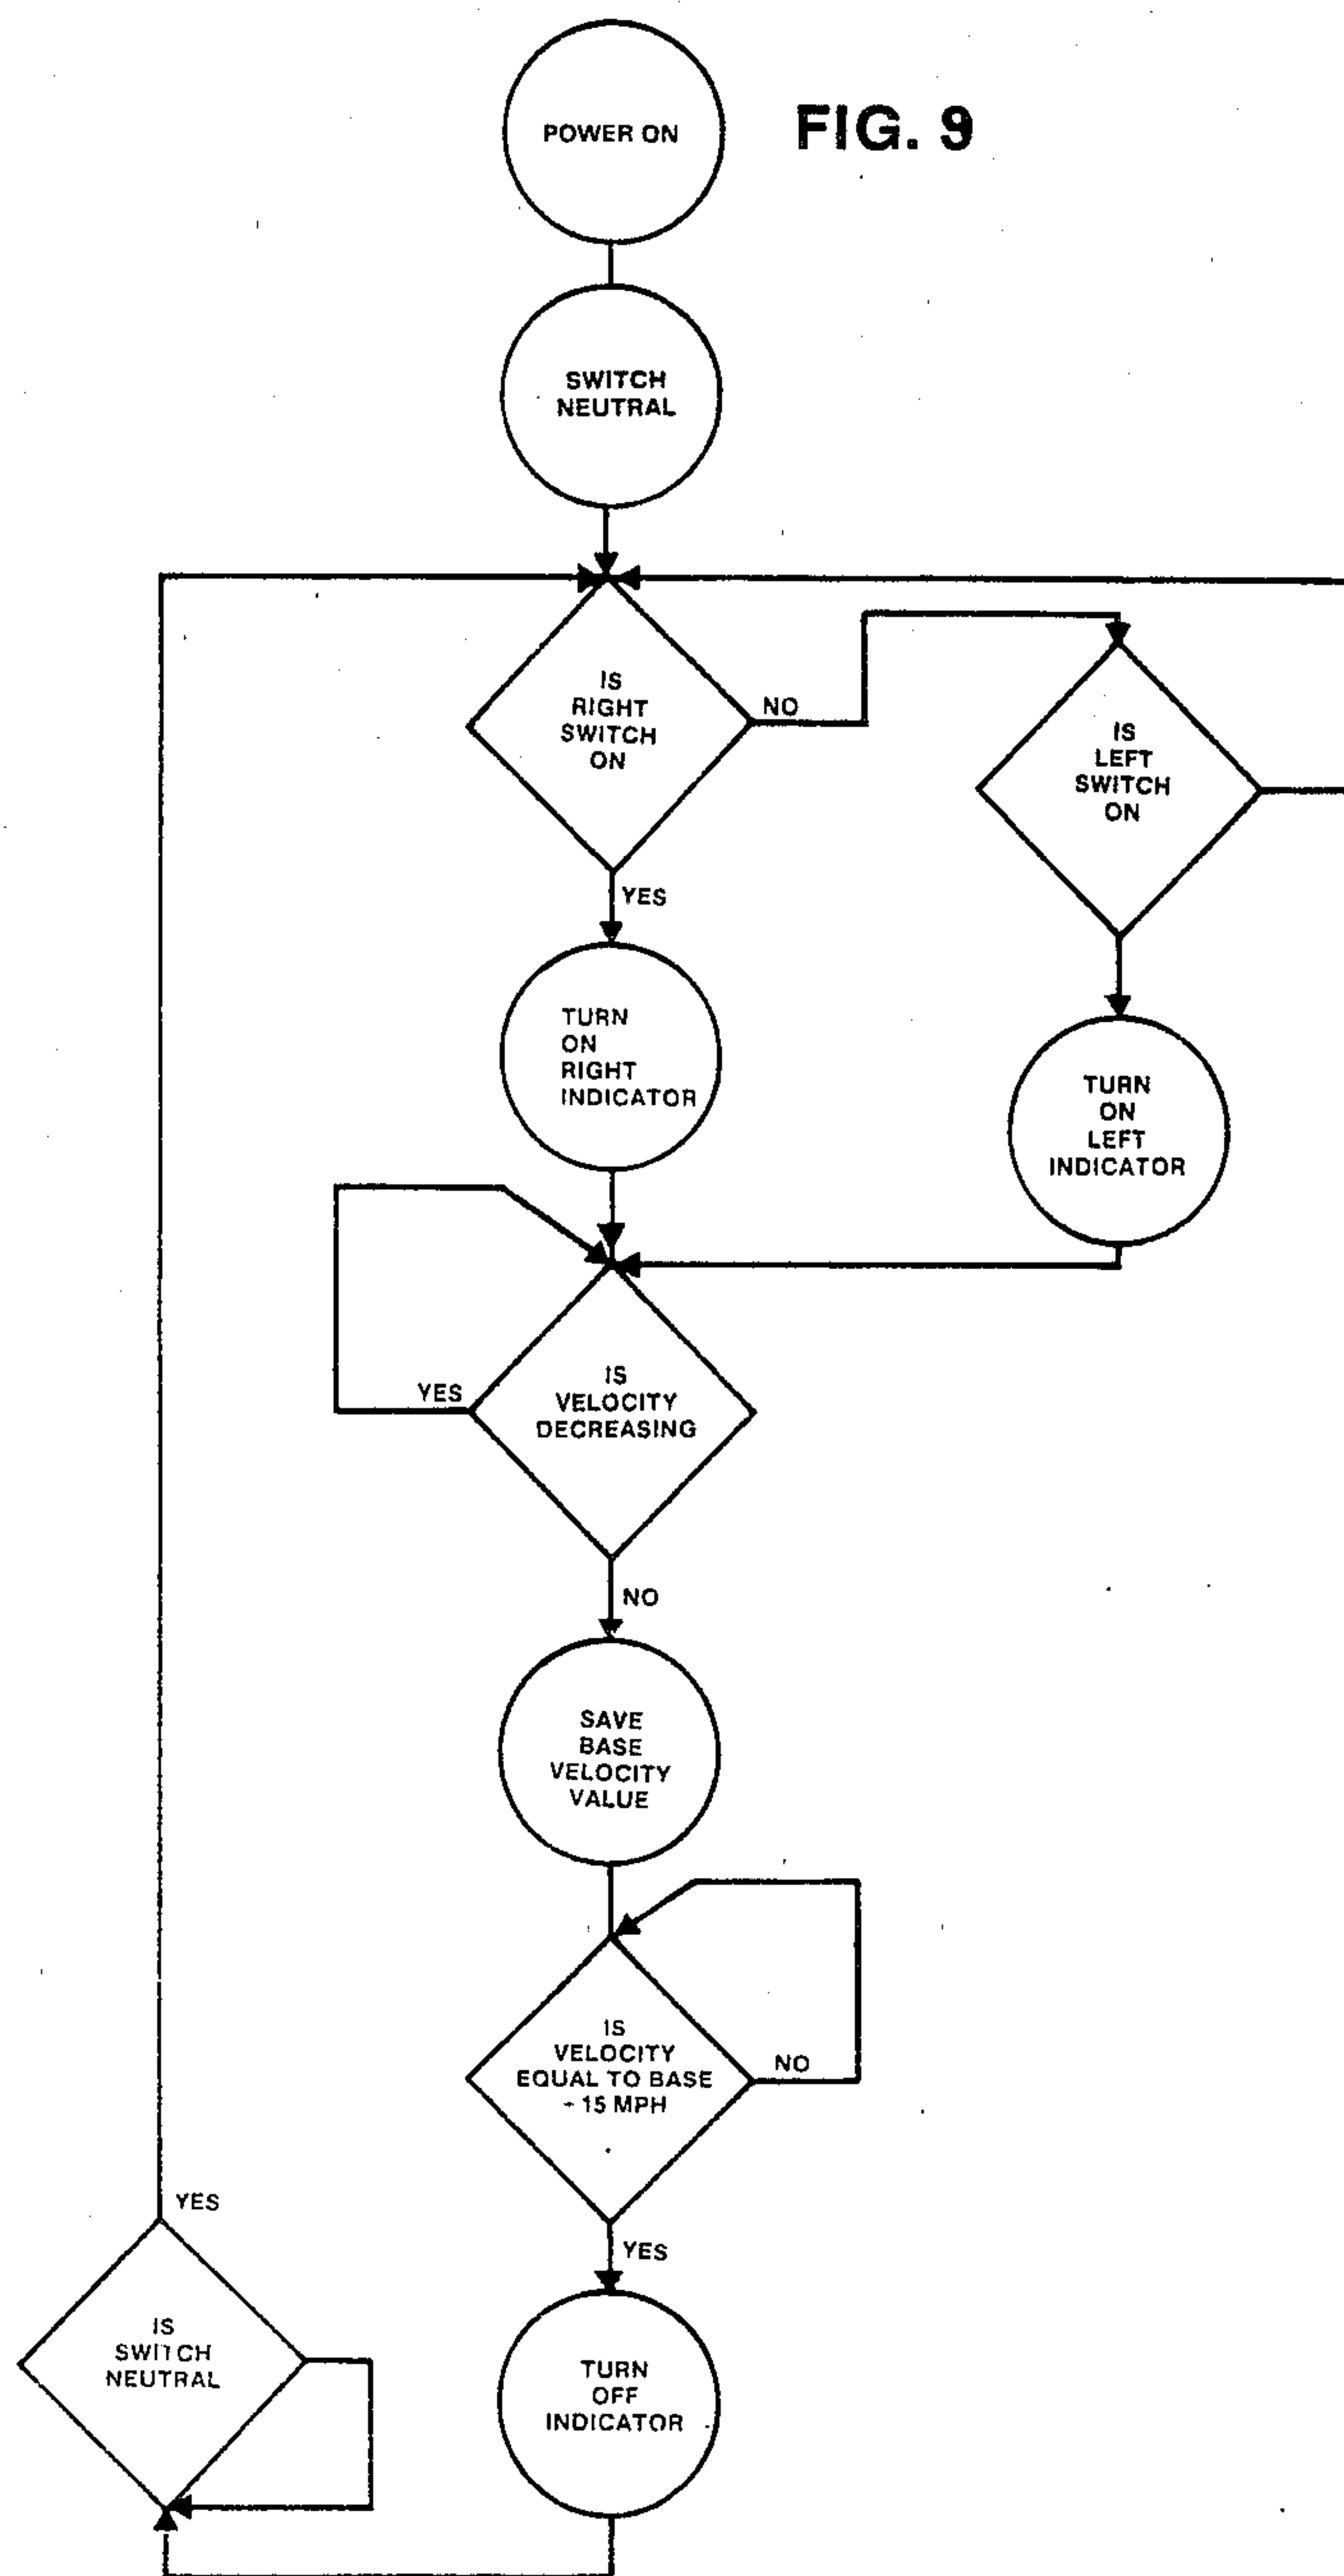 POWER ON
FIG. 9
SWITCH
NEUTRAL
IS
RIGHT
SWITCH
ON
NO
IS
LEFT
SWITCH
ON
YES
TURN
ON
RIGHT
INDICATOR
TURN
ON
LEFT
INDICATOR
IS
VELOCITY
DECREASING
YES
NO
SAVE
BASE
VELOCITY
VALUE
IS
VELOCITY
EQUAL TO BASE
15 MPH
NO
YES
YES
IS
SWITCH
NEUTRAL
TURN
OFF
INDICATOR